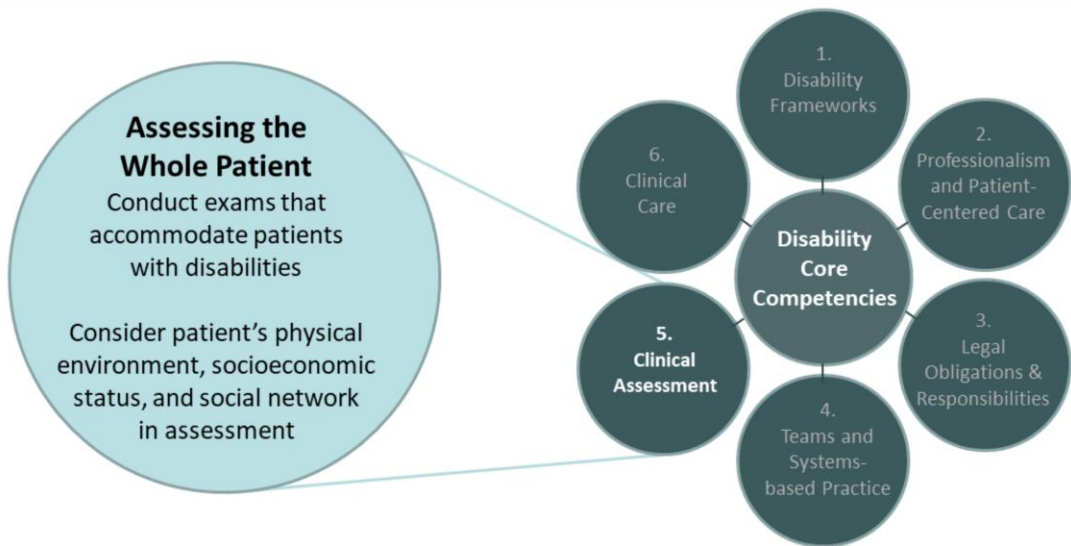 Assessing the
Whole Patient
Conduct exams that
accommodate patients
with disabilities
Consider patient’s physical
environment, socioeconomic
status, and social network
in assessment
Disability
Core
Competencies
1.
Disability
Frameworks
2.
Professionalism
and Patient-
Centered Care
3.
Legal
Obligations &
Responsibilities
4.
Teams and
Systems-
based Practice
5.
Clinical
Assessment
6.
Clinical
Care